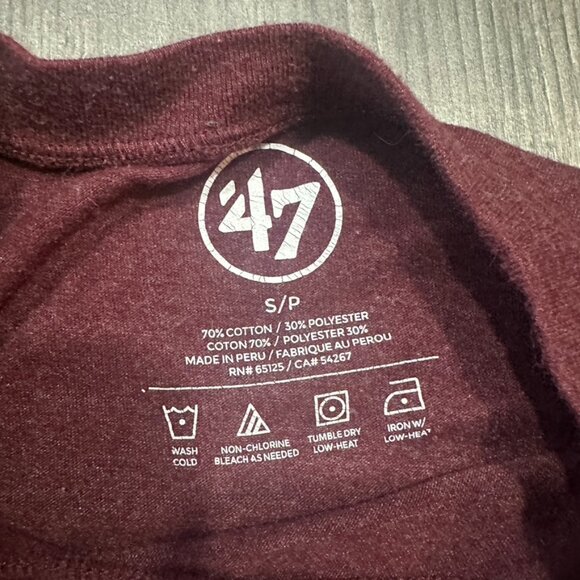 '47
S/P
70% COTTON / 30% POLYESTER
COTON 70% / POLYESTER 30%
MADE IN PERU / FABRIQUE AU PEROU
RN# 65125 / CA# 54267
WASH COLD
NON-CHLORINE BLEACH AS NEEDED
TUMBLE DRY LOW-HEAT
IRON W/ LOW-HEAT